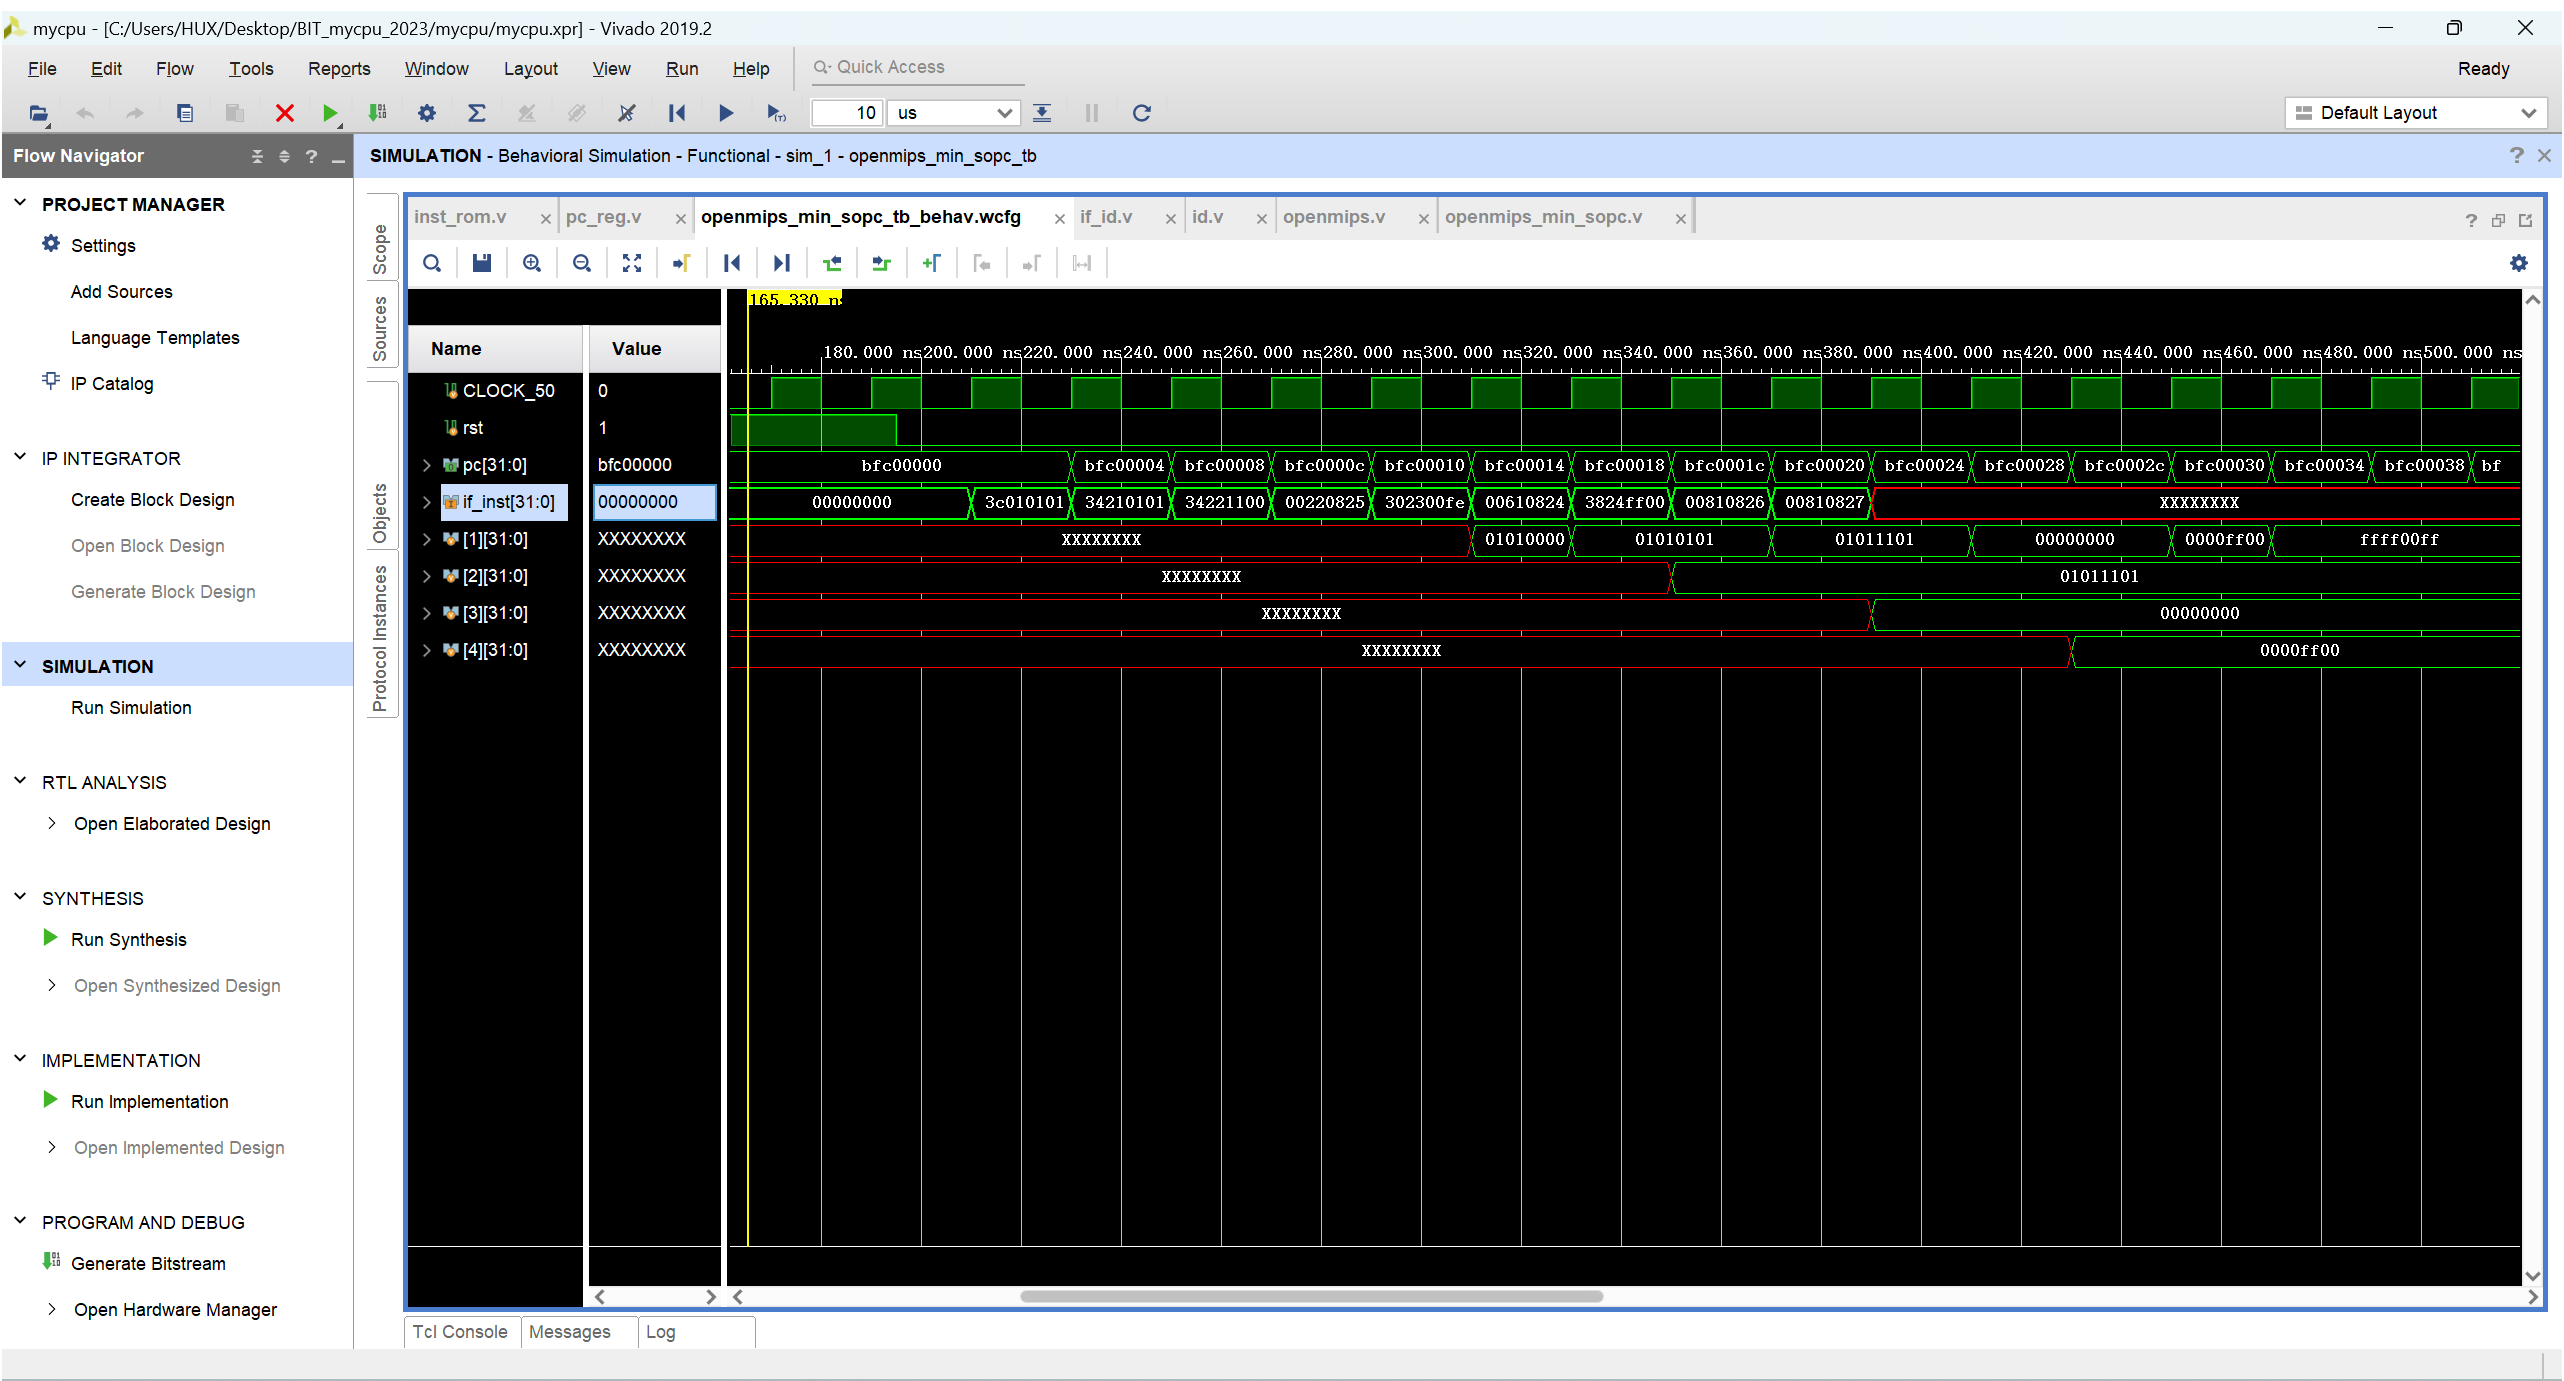 mycpu - [C:/Users/HUX/Desktop/BIT_mycpu_2023/mycpu/mycpu.xpr] - Vivado 2019.2
File Edit Flow Tools Reports Window Layout View Run Help Quick Access Ready
10 us Default Layout
Flow Navigator
SIMULATION - Behavioral Simulation - Functional - sim_1 - openmips_min_sopc_tb
PROJECT MANAGER
Settings
Add Sources
Language Templates
IP Catalog
IP INTEGRATOR
Create Block Design
Open Block Design
Generate Block Design
SIMULATION
Run Simulation
RTL ANALYSIS
Open Elaborated Design
SYNTHESIS
Run Synthesis
Open Synthesized Design
IMPLEMENTATION
Run Implementation
Open Implemented Design
PROGRAM AND DEBUG
Generate Bitstream
Open Hardware Manager
Scope
Sources
Objects
Protocol Instances
inst_rom.v pc_reg.v openmips_min_sopc_tb_behav.wcfg if_id.v id.v openmips.v openmips_min_sopc.v
165.330 ns
Name Value 180.000 ns 200.000 ns 220.000 ns 240.000 ns 260.000 ns 280.000 ns 300.000 ns 320.000 ns 340.000 ns 360.000 ns 380.000 ns 400.000 ns 420.000 ns 440.000 ns 460.000 ns 480.000 ns 500.000 ns
CLOCK_50 0
rst 1
pc[31:0] bfc00000 bfc00000 bfc00004 bfc00008 bfc0000c bfc00010 bfc00014 bfc00018 bfc0001c bfc00020 bfc00024 bfc00028 bfc0002c bfc00030 bfc00034 bfc00038 bf
if_inst[31:0] 00000000 00000000 3c010101 34210101 34221100 00220825 302300fe 00610824 3824ff00 00810826 00810827 XXXXXXXX
[1][31:0] XXXXXXXX XXXXXXXX 01010000 01010101 01011101 00000000 0000ff00 ffff00ff
[2][31:0] XXXXXXXX XXXXXXXX 01011101
[3][31:0] XXXXXXXX XXXXXXXX 00000000
[4][31:0] XXXXXXXX XXXXXXXX 0000ff00
Tcl Console Messages Log